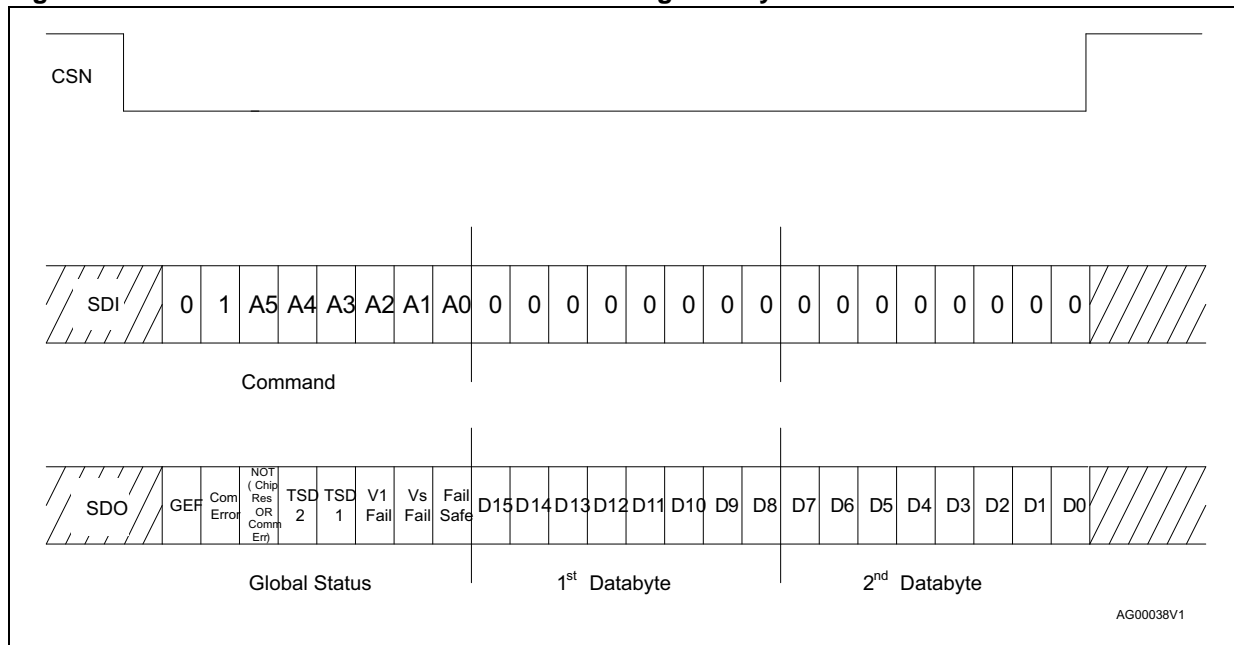 CSN
SDI 0 1 A5 A4 A3 A2 A1 A0 0 0 0 0 0 0 0 0 0 0 0 0 0 0 0 0
Command
SDO GEF Com Error NOT ( Chip Res OR Comm Err) TSD 2 TSD 1 V1 Fail Vs Fail Fail Safe D15 D14 D13 D12 D11 D10 D9 D8 D7 D6 D5 D4 D3 D2 D1 D0
Global Status 1st Databyte 2nd Databyte
AG00038V1